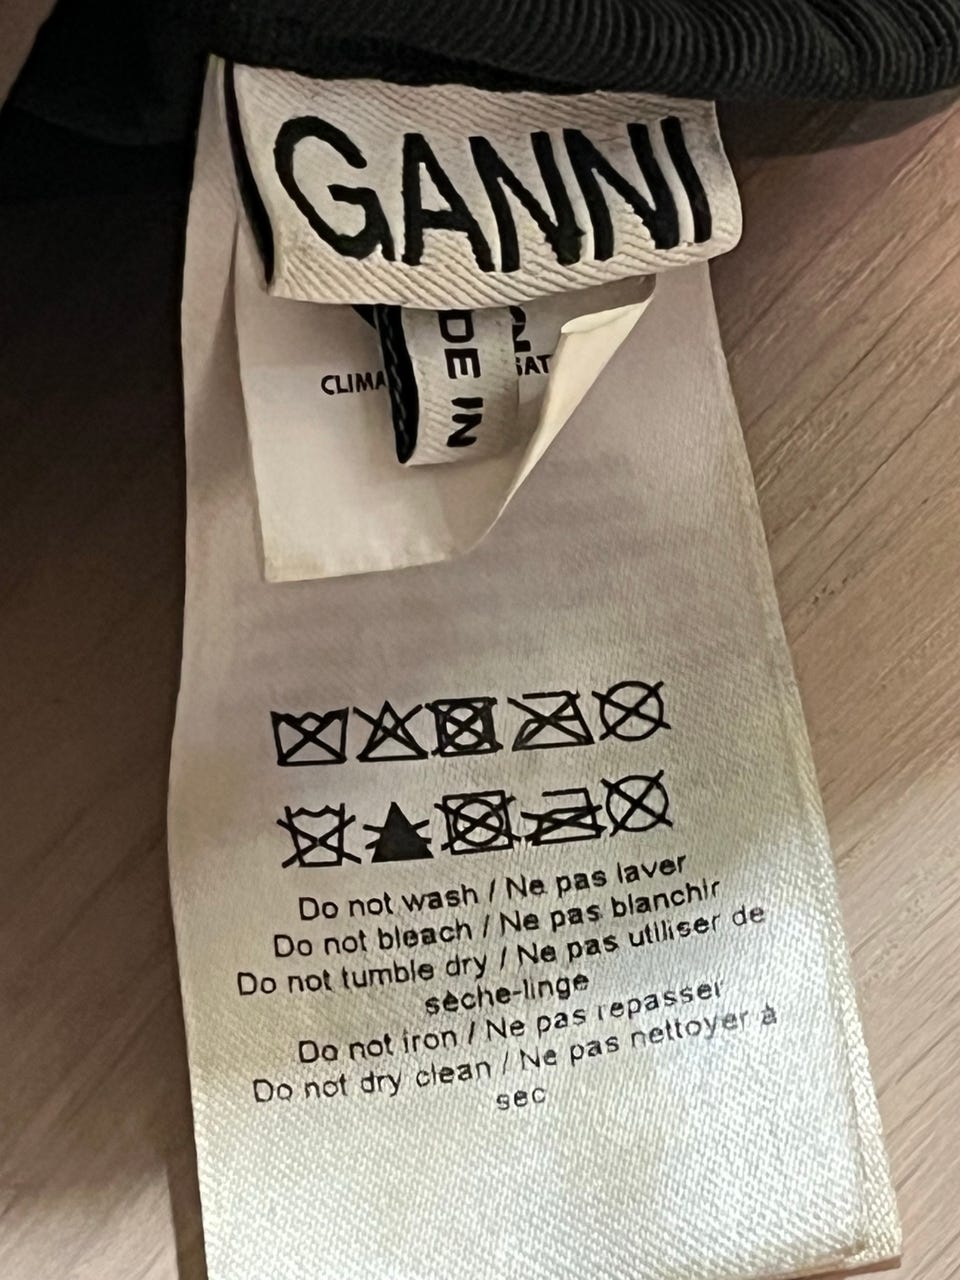 GANNI
DE IN
CLIMA
Do not wash / Ne pas laver
Do not bleach / Ne pas blanchir
Do not tumble dry / Ne pas utiliser de
sèche-linge
Do not iron / Ne pas repasser
Do not dry clean / Ne pas nettoyer à
sec